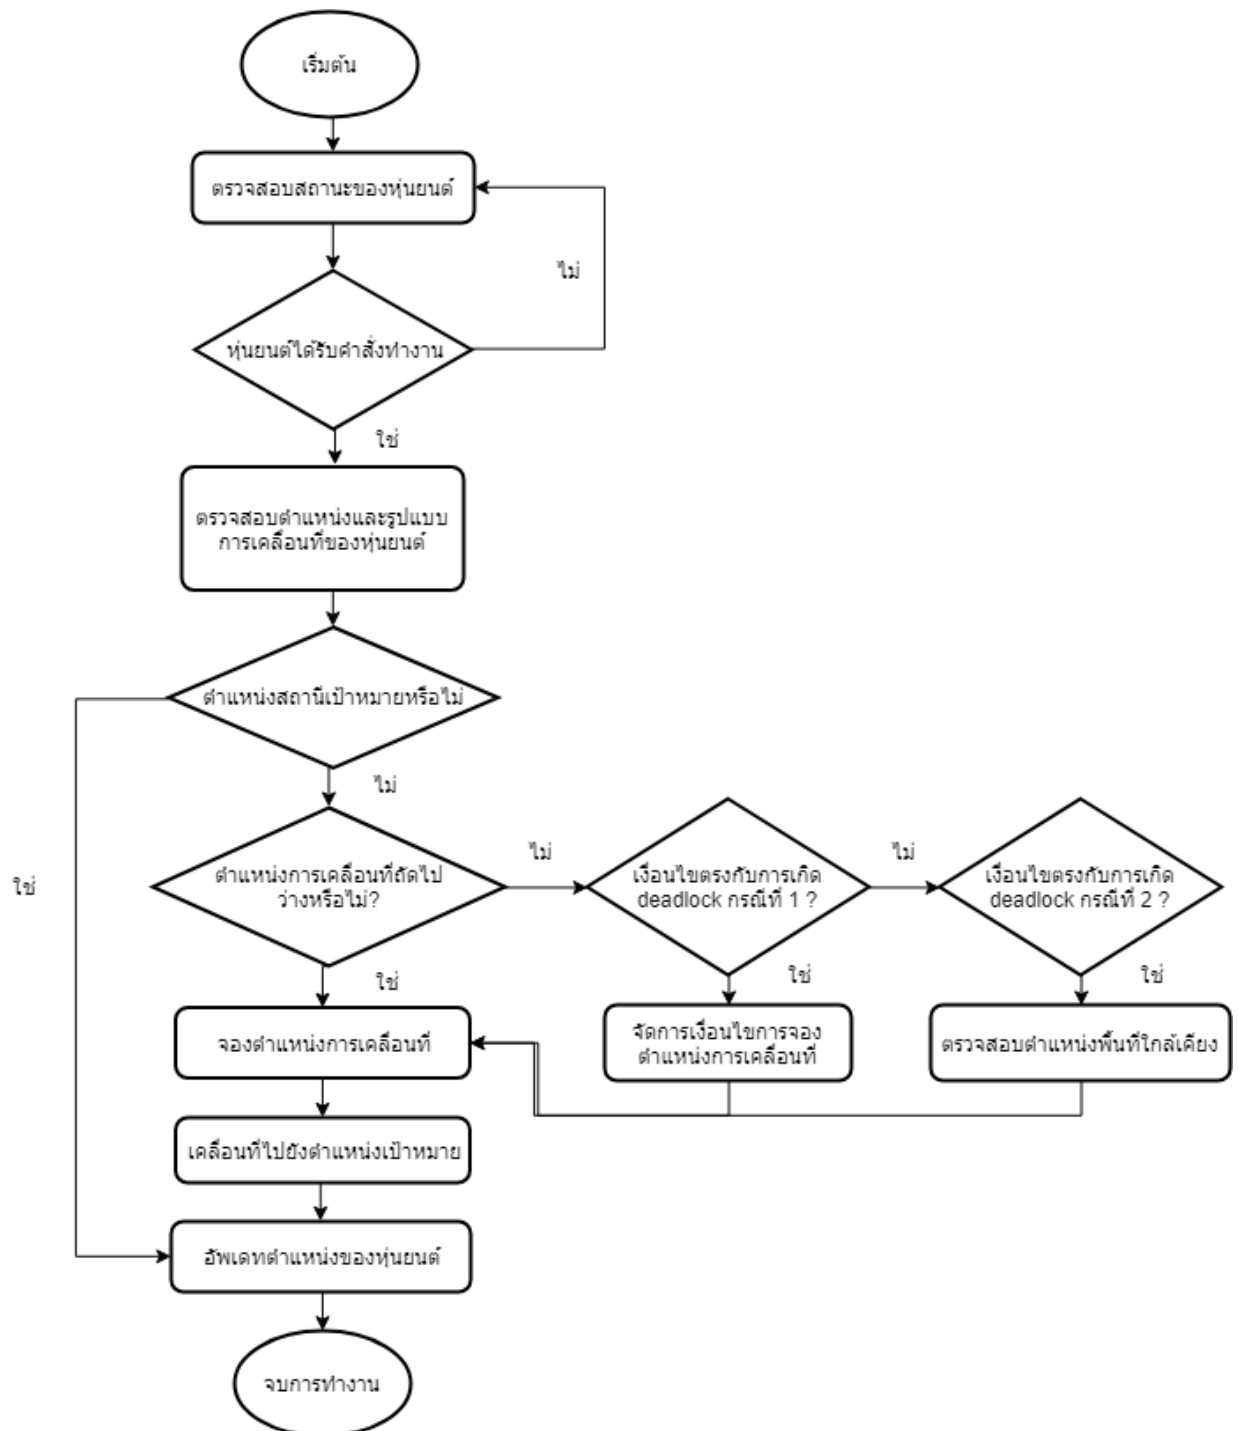 เริ่มต้น
ตรวจสอบสถานะของหุ่นยนต์
ไม่
หุ่นยนต์ได้รับคำสั่งทำงาน
ใช่
ตรวจสอบตำแหน่งและรูปแบบ
การเคลื่อนที่ของหุ่นยนต์
ตำแหน่งสถานีเป้าหมายหรือไม่
ไม่
ใช่
ตำแหน่งการเคลื่อนที่ถัดไป
ว่างหรือไม่?
ไม่
เงื่อนไขตรงกับการเกิด
deadlock กรณีที่ 1 ?
ไม่
เงื่อนไขตรงกับการเกิด
deadlock กรณีที่ 2 ?
ใช่
ใช่
ใช่
จองตำแหน่งการเคลื่อนที่
จัดการเงื่อนไขการจอง
ตำแหน่งการเคลื่อนที่
ตรวจสอบตำแหน่งพื้นที่ใกล้เคียง
เคลื่อนที่ไปยังตำแหน่งเป้าหมาย
อัพเดทตำแหน่งของหุ่นยนต์
จบการทำงาน